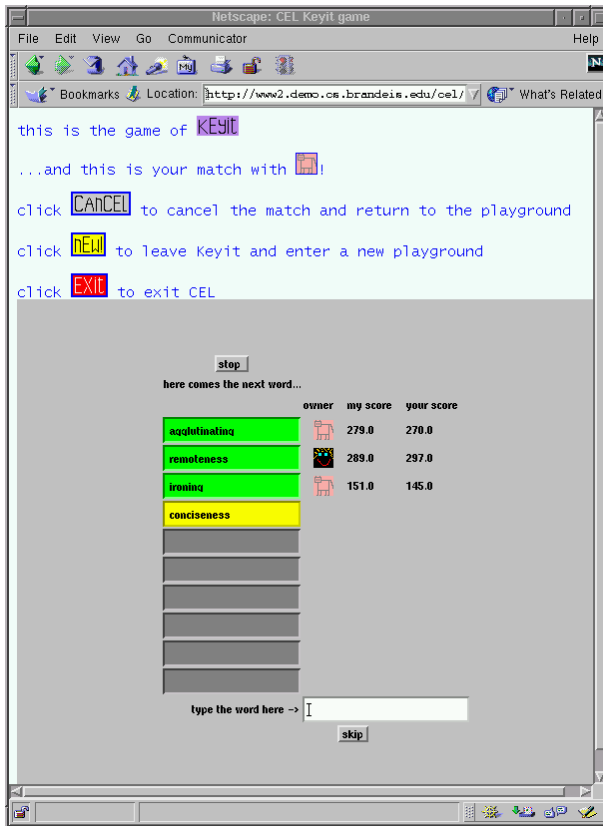 Netscape: CEL Keyit game
File Edit View Go Communicator Help
My N
Bookmarks Location: http://www2.demo.cs.brandeis.edu/cel/ What's Related
this is the game of KEyit
...and this is your match with !
click CAnCEL to cancel the match and return to the playground
click nEW! to leave Keyit and enter a new playground
click EXit to exit CEL
stop
here comes the next word...
owner my score your score
agglutinating 279.0 270.0
remoteness 289.0 297.0
ironing 151.0 145.0
conciseness
type the word here ->
skip